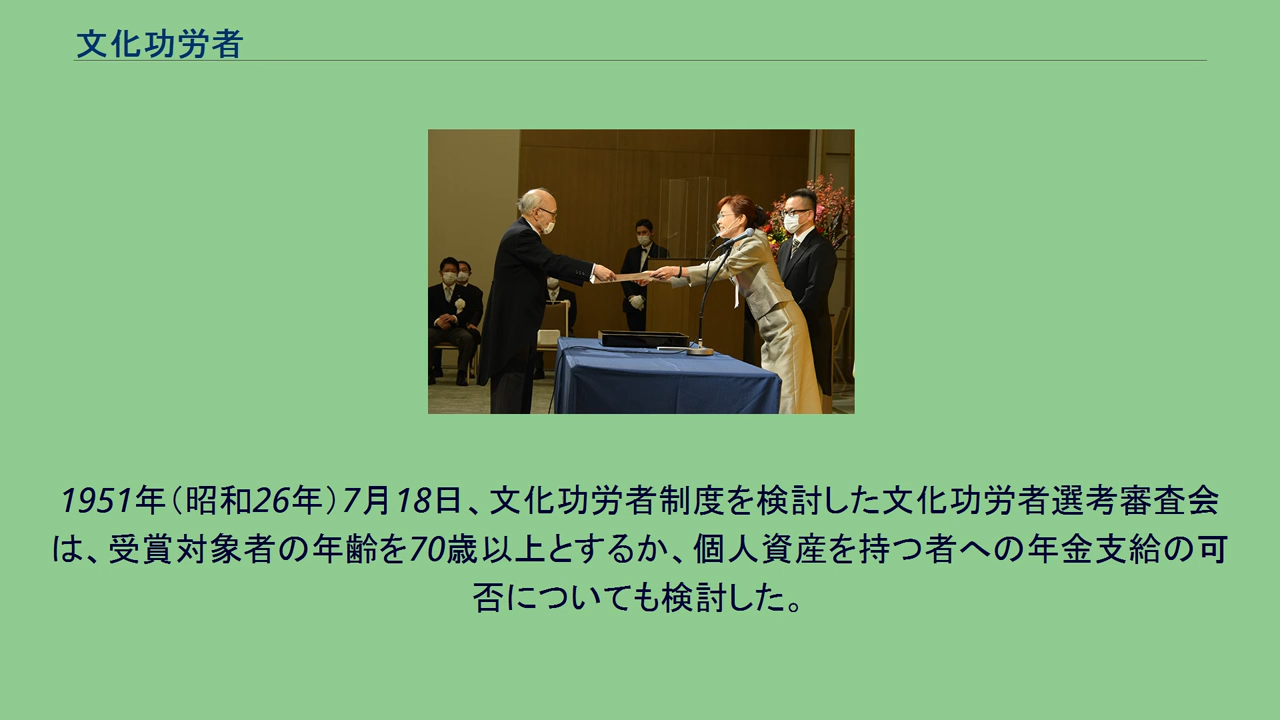 文化功労者
1951年（昭和26年）7月18日、文化功労者制度を検討した文化功労者選考審査会
は、受賞対象者の年齢を70歳以上とするか、個人資産を持つ者への年金支給の可
否についても検討した。